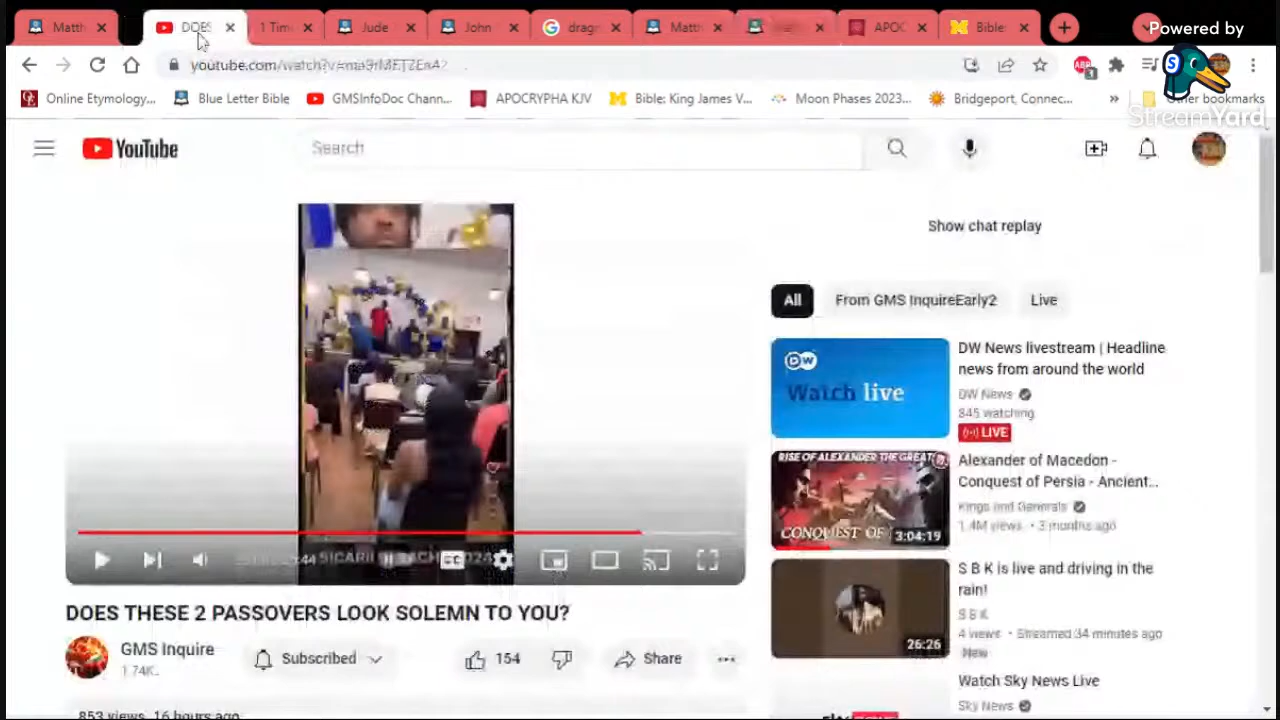 Matth
DOES
1 Tim
Jude
John
drag
Matth
APOC
Bible:
Powered by
StreamYard
ABP
Online Etymology...
Blue Letter Bible
GMSInfoDoc Chann...
APOCRYPHA KJV
Bible: King James V...
Moon Phases 2023...
Bridgeport, Connec...
»
Other bookmarks
YouTube
Search
Show chat replay
All
From GMS InquireEarly2
Live
DW
Watch live
DW News livestream | Headline
news from around the world
DW News
845 watching
LIVE
RISE OF ALEXANDER THE GREAT
CONQUEST OF
3:04:19
Alexander of Macedon -
Conquest of Persia - Ancient...
Kings and Generals
1.4M views • 3 months ago
26:26
S B K is live and driving in the
rain!
S B K
4 views • Streamed 34 minutes ago
New
Watch Sky News Live
Sky News
CC
DOES THESE 2 PASSOVERS LOOK SOLEMN TO YOU?
GMS Inquire
1.74K
Subscribed
154
Share
853 views 16 hours ago